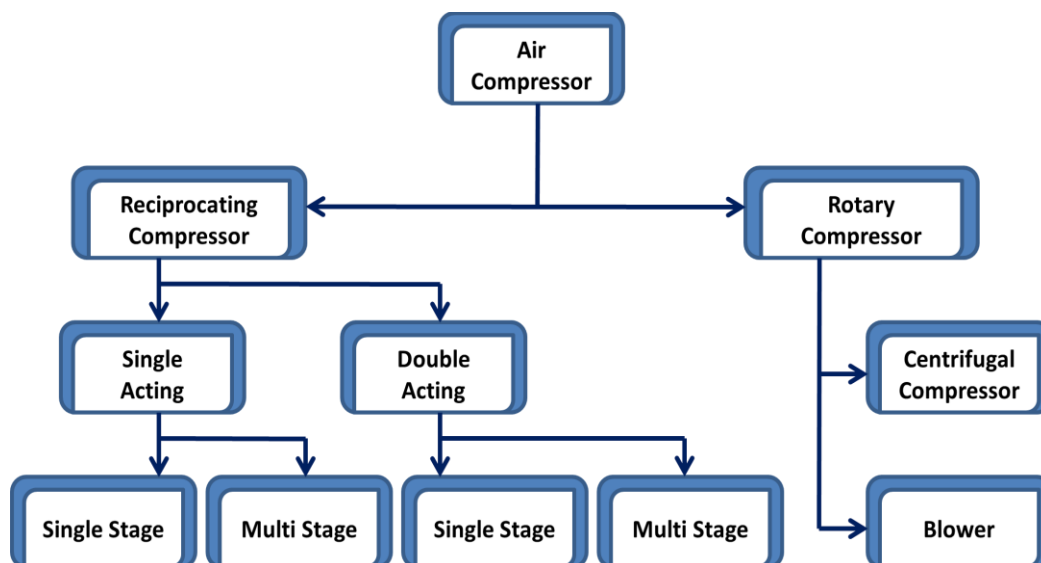 Air
Compressor
Reciprocating
Compressor
Rotary
Compressor
Single
Acting
Double
Acting
Centrifugal
Compressor
Single Stage
Multi Stage
Single Stage
Multi Stage
Blower